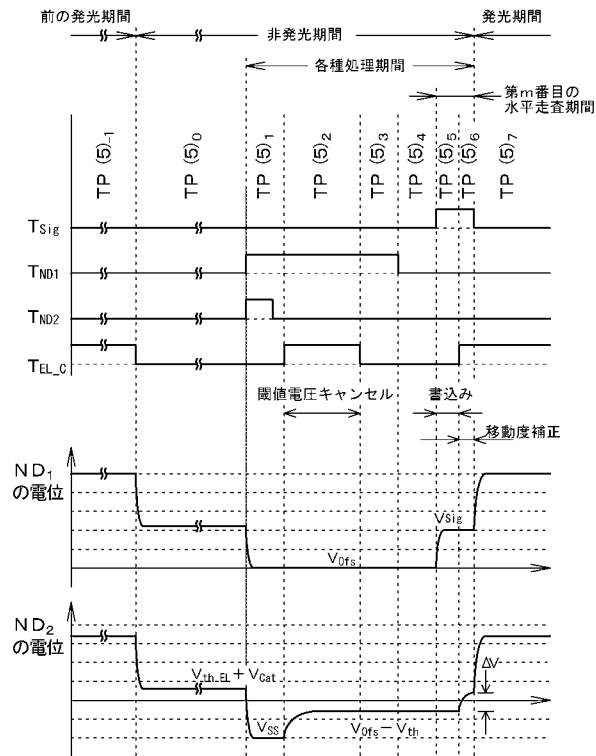 前の発光期間
非発光期間
発光期間
各種処理期間
第m番目の
水平走査期間
TP (5)-1
TP (5)0
TP (5)1
TP (5)2
TP (5)3
TP (5)4
TP (5)5
TP (5)6
TP (5)7
TSig
TND1
TND2
TEL_C
閾値電圧キャンセル
書込み
移動度補正
ND1
の電位
VSig
VOfs
ND2
の電位
Vth_EL+VCat
ΔV
VSS
VOfs−Vth